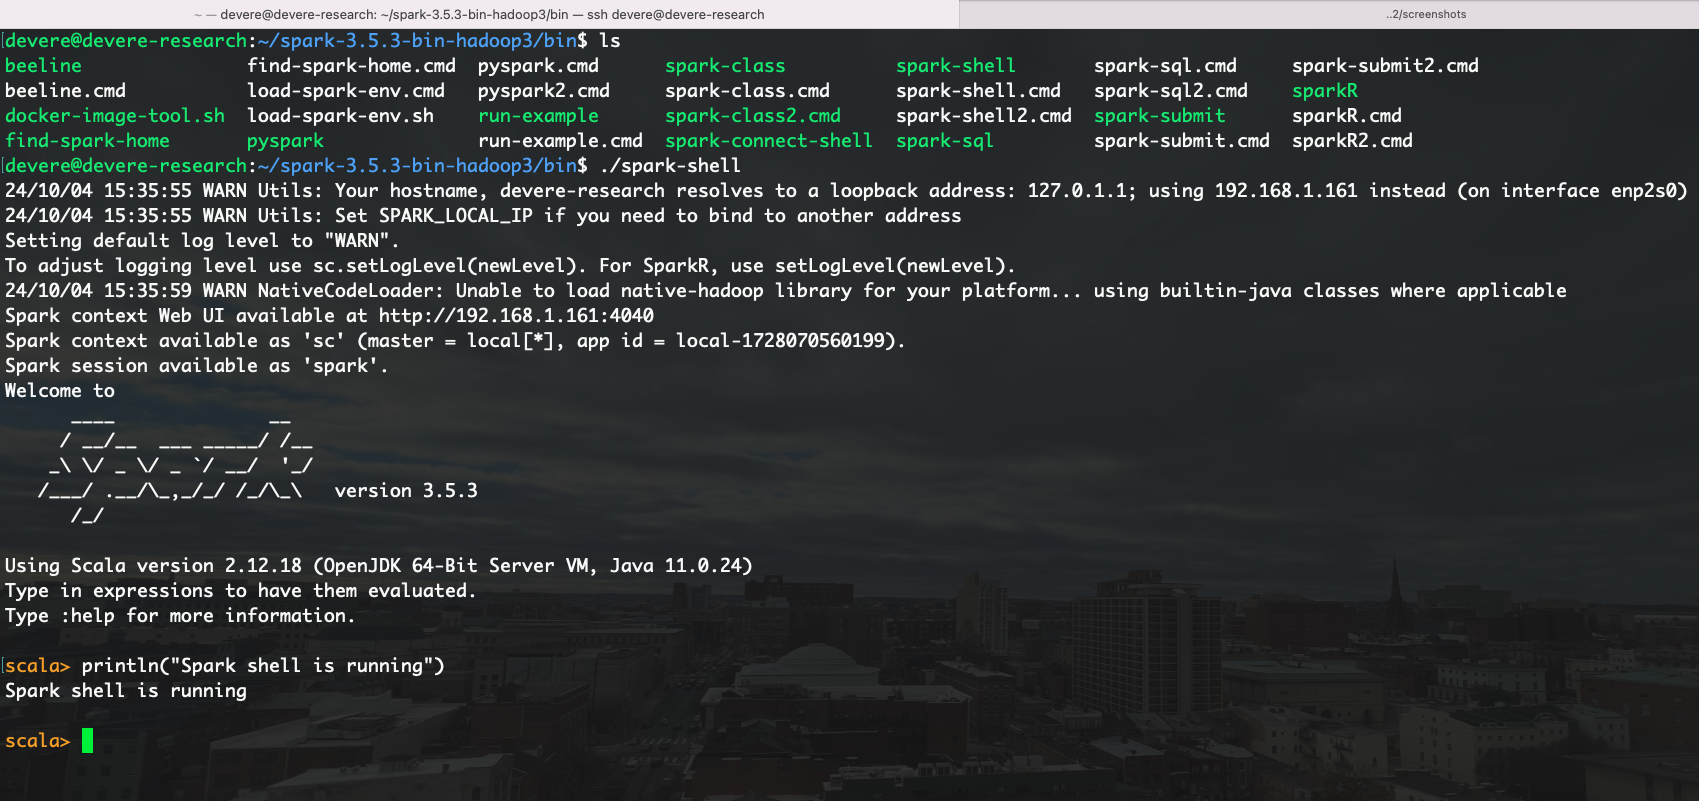 ~ — devere@devere-research: ~/spark-3.5.3-bin-hadoop3/bin — ssh devere@devere-research
..2/screenshots
[devere@devere-research:~/spark-3.5.3-bin-hadoop3/bin$ ls
beeline find-spark-home.cmd pyspark.cmd spark-class spark-shell spark-sql.cmd spark-submit2.cmd
beeline.cmd load-spark-env.cmd pyspark2.cmd spark-class.cmd spark-shell.cmd spark-sql2.cmd sparkR
docker-image-tool.sh load-spark-env.sh run-example spark-class2.cmd spark-shell2.cmd spark-submit sparkR.cmd
find-spark-home pyspark run-example.cmd spark-connect-shell spark-sql spark-submit.cmd sparkR2.cmd
[devere@devere-research:~/spark-3.5.3-bin-hadoop3/bin$ ./spark-shell
24/10/04 15:35:55 WARN Utils: Your hostname, devere-research resolves to a loopback address: 127.0.1.1; using 192.168.1.161 instead (on interface enp2s0)
24/10/04 15:35:55 WARN Utils: Set SPARK_LOCAL_IP if you need to bind to another address
Setting default log level to "WARN".
To adjust logging level use sc.setLogLevel(newLevel). For SparkR, use setLogLevel(newLevel).
24/10/04 15:35:59 WARN NativeCodeLoader: Unable to load native-hadoop library for your platform... using builtin-java classes where applicable
Spark context Web UI available at http://192.168.1.161:4040
Spark context available as 'sc' (master = local[*], app id = local-1728070560199).
Spark session available as 'spark'.
Welcome to
      ____              __
     / __/__  ___ _____/ /__
    _\ \/ _ \/ _ `/ __/  '_/
   /___/ .__/\_,_/_/ /_/\_\   version 3.5.3
      /_/
Using Scala version 2.12.18 (OpenJDK 64-Bit Server VM, Java 11.0.24)
Type in expressions to have them evaluated.
Type :help for more information.
[scala> println("Spark shell is running")
Spark shell is running
scala>